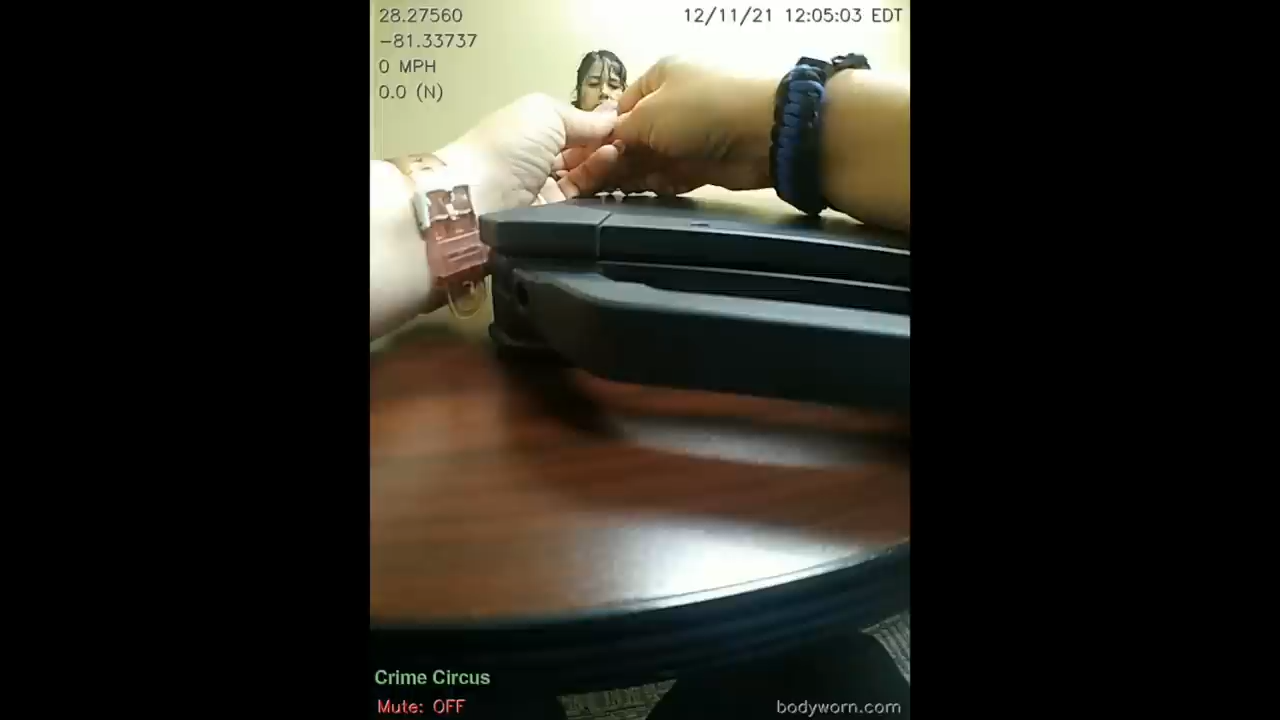 28.27560
-81.33737
0 MPH
0.0 (N)
12/11/21 12:05:03 EDT
Crime Circus
Mute: OFF
bodyworn.com